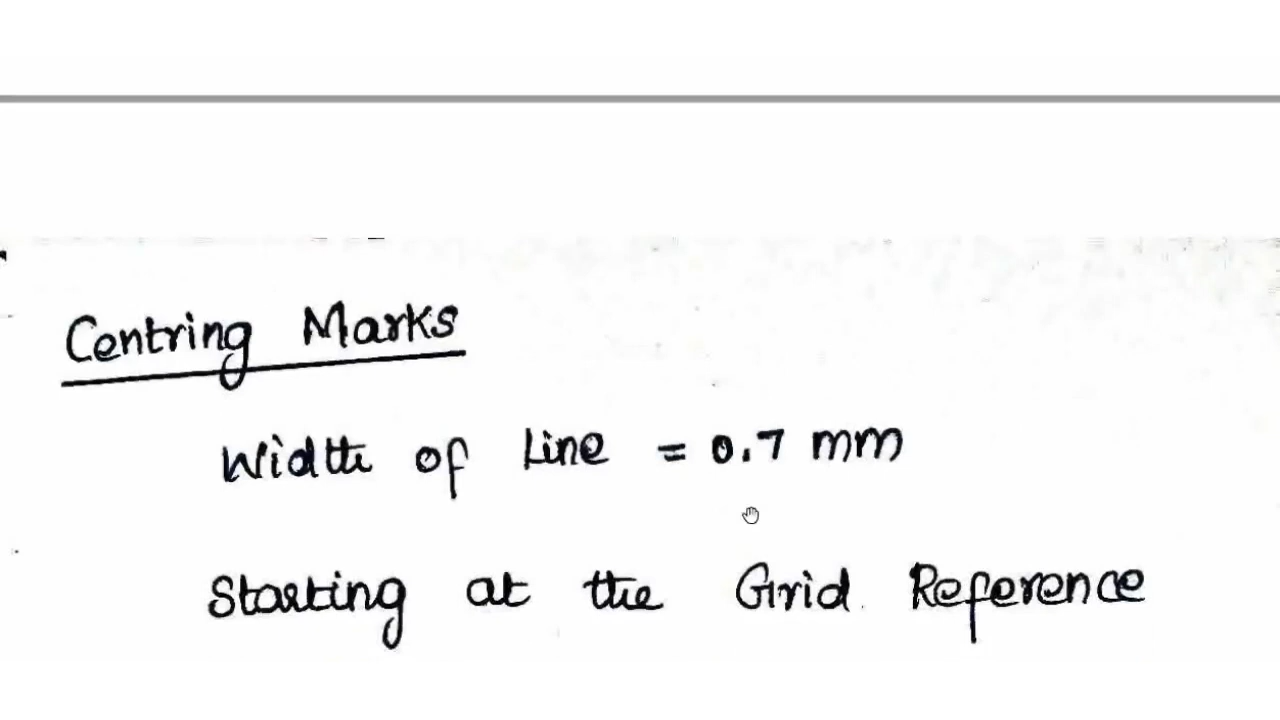 Centring Marks
Width of Line = 0.7 mm
Starting at the Grid Reference